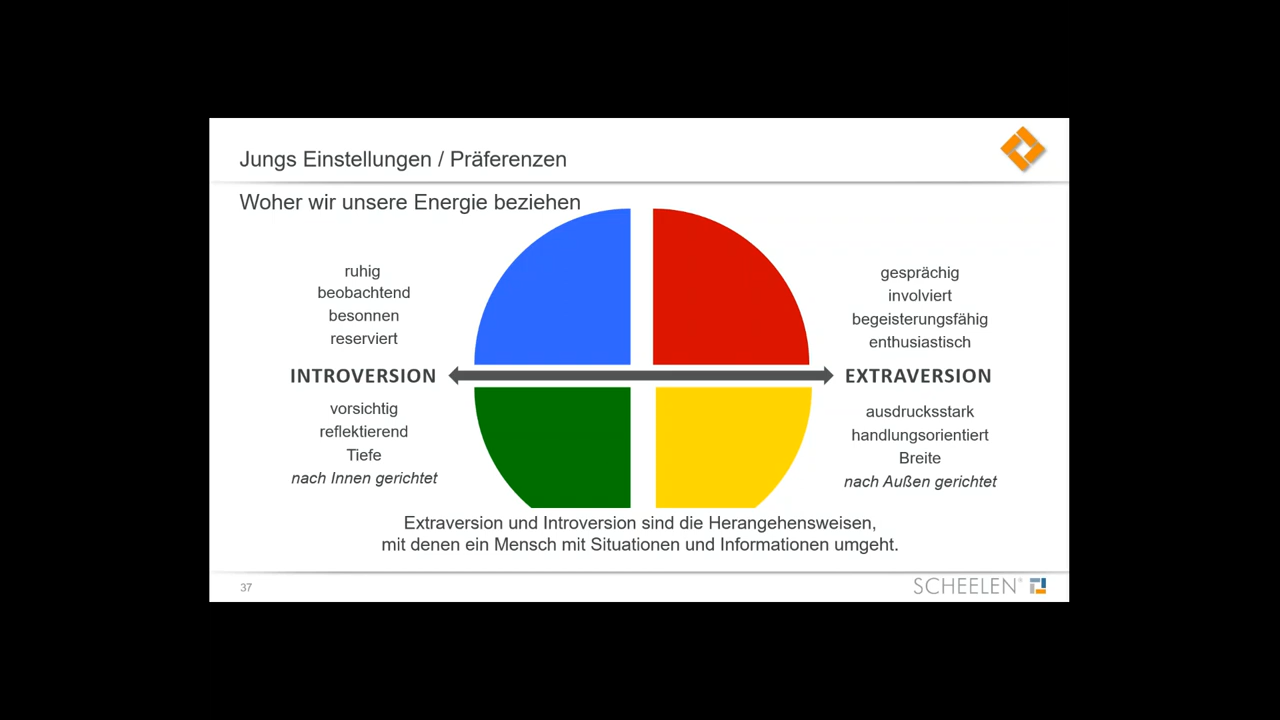 Jungs Einstellungen / Präferenzen
Woher wir unsere Energie beziehen
ruhig
beobachtend
besonnen
reserviert
INTROVERSION
vorsichtig
reflektierend
Tiefe
nach Innen gerichtet
gesprächig
involviert
begeisterungsfähig
enthusiastisch
EXTRAVERSION
ausdrucksstark
handlungsorientiert
Breite
nach Außen gerichtet
Extraversion und Introversion sind die Herangehensweisen,
mit denen ein Mensch mit Situationen und Informationen umgeht.
37
SCHEELEN®